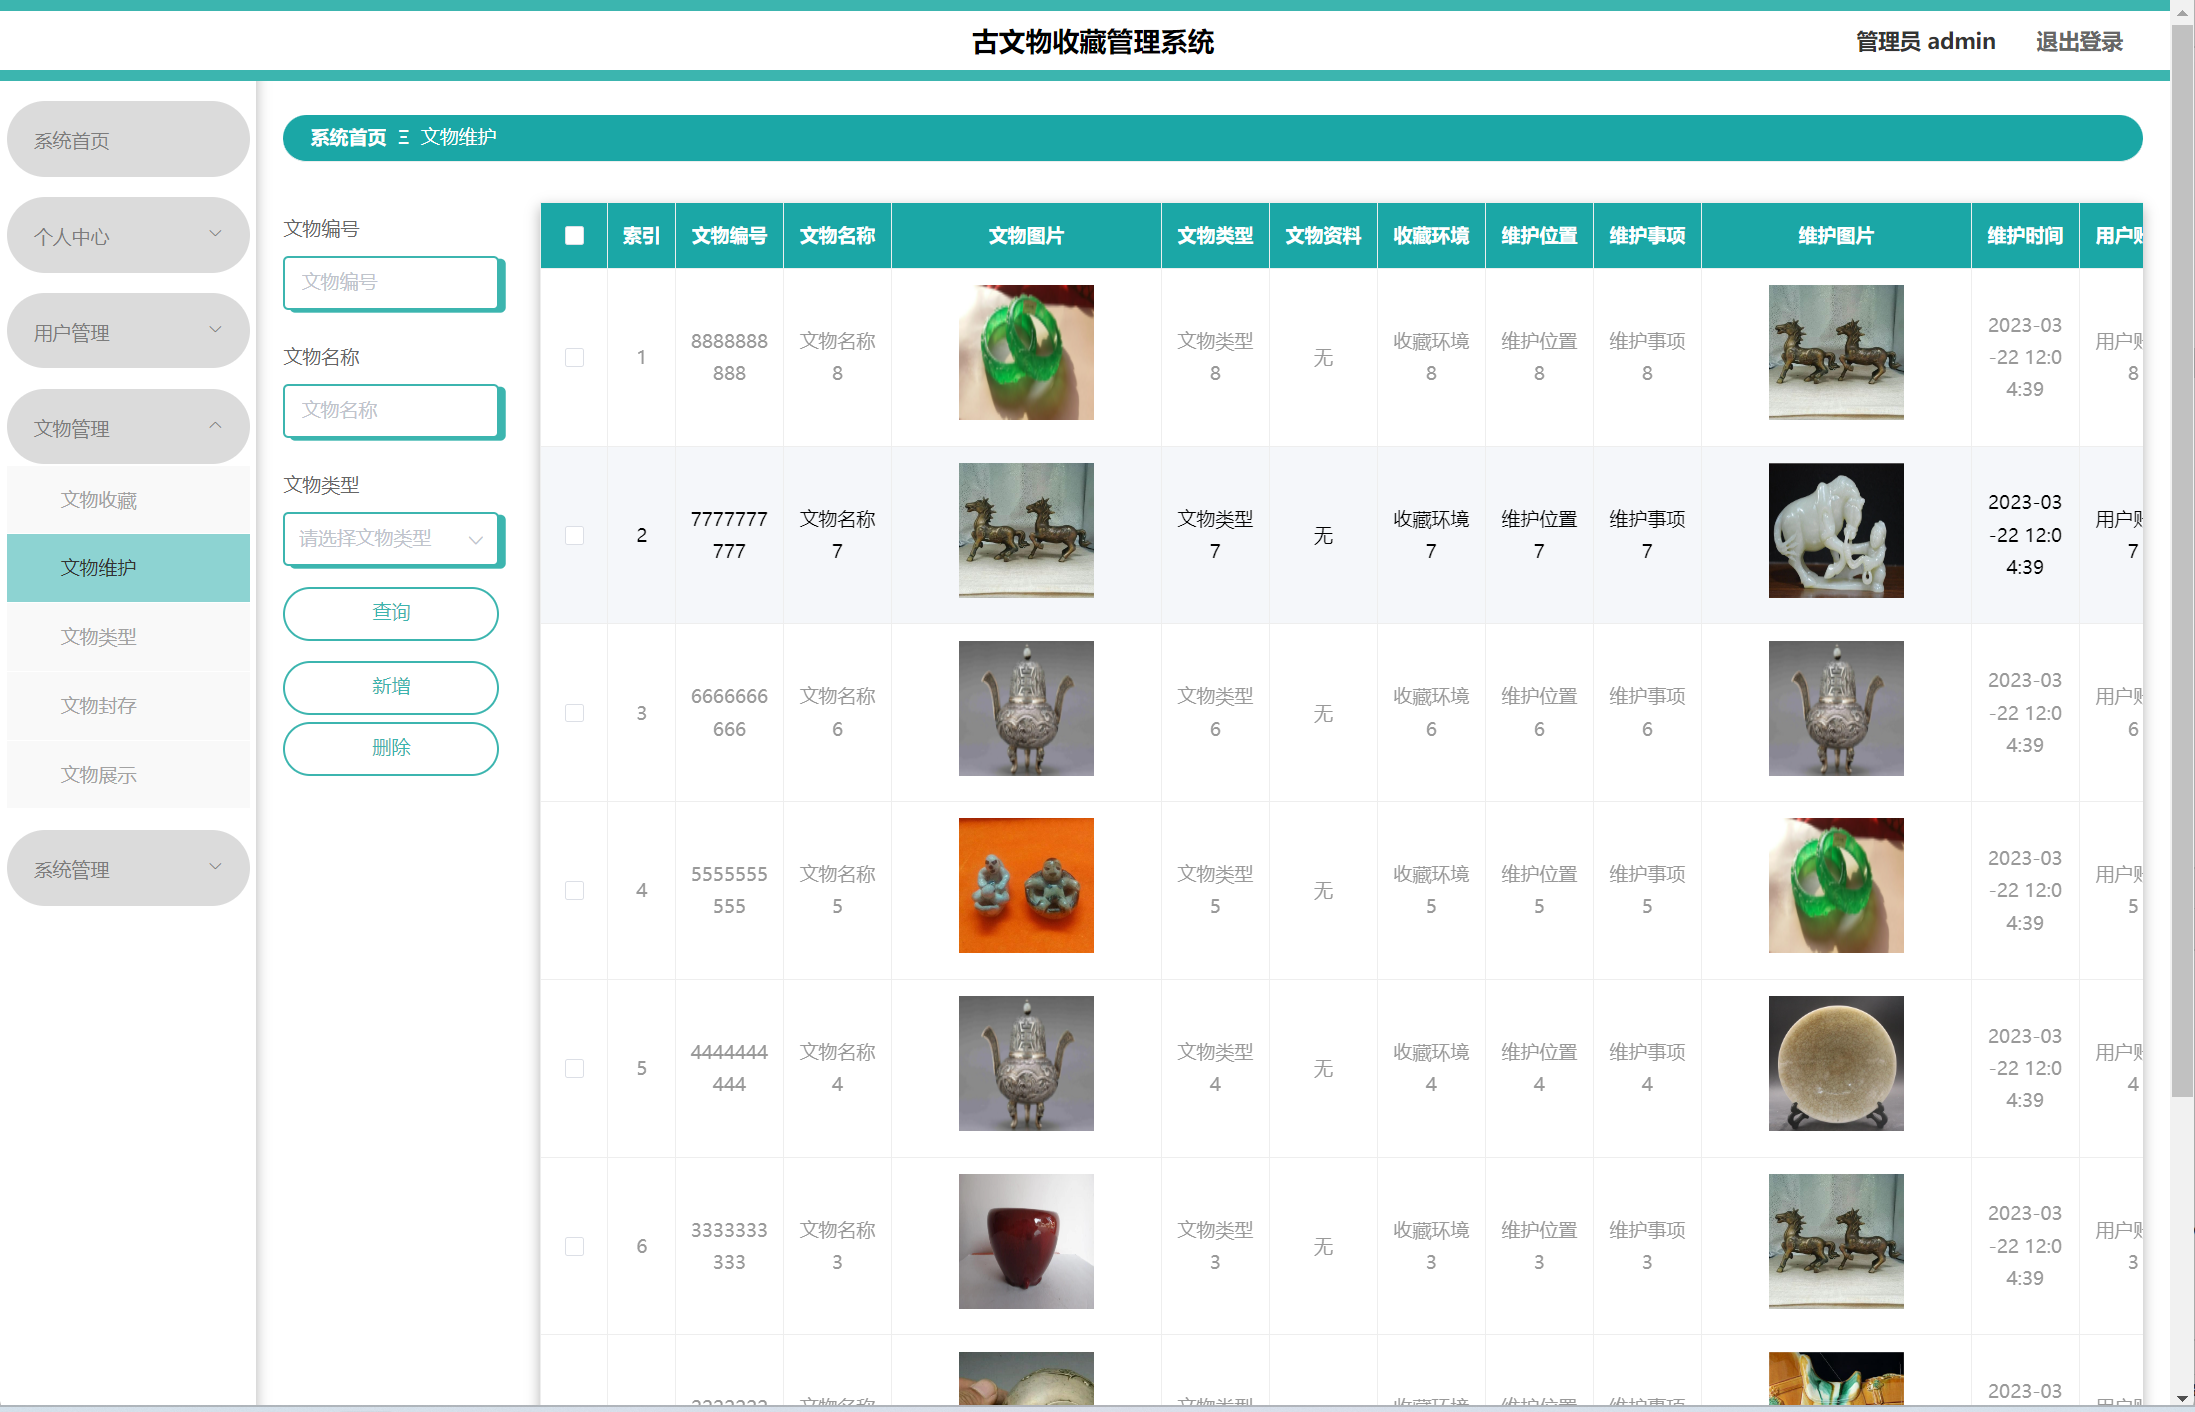 古文物收藏管理系统
管理员 admin
退出登录
系统首页
个人中心
用户管理
文物管理
文物收藏
文物维护
文物类型
文物封存
文物展示
系统管理
系统首页 Ξ 文物维护
文物编号
文物编号
文物名称
文物名称
文物类型
请选择文物类型
查询
新增
删除
索引 文物编号 文物名称 文物图片 文物类型 文物资料 收藏环境 维护位置 维护事项 维护图片 维护时间 用户账
1 8888888888 文物名称8 文物类型8 无 收藏环境8 维护位置8 维护事项8 2023-03-22 12:04:39 用户账8
2 7777777777 文物名称7 文物类型7 无 收藏环境7 维护位置7 维护事项7 2023-03-22 12:04:39 用户账7
3 6666666666 文物名称6 文物类型6 无 收藏环境6 维护位置6 维护事项6 2023-03-22 12:04:39 用户账6
4 5555555555 文物名称5 文物类型5 无 收藏环境5 维护位置5 维护事项5 2023-03-22 12:04:39 用户账5
5 4444444444 文物名称4 文物类型4 无 收藏环境4 维护位置4 维护事项4 2023-03-22 12:04:39 用户账4
6 3333333333 文物名称3 文物类型3 无 收藏环境3 维护位置3 维护事项3 2023-03-22 12:04:39 用户账3
2023-03